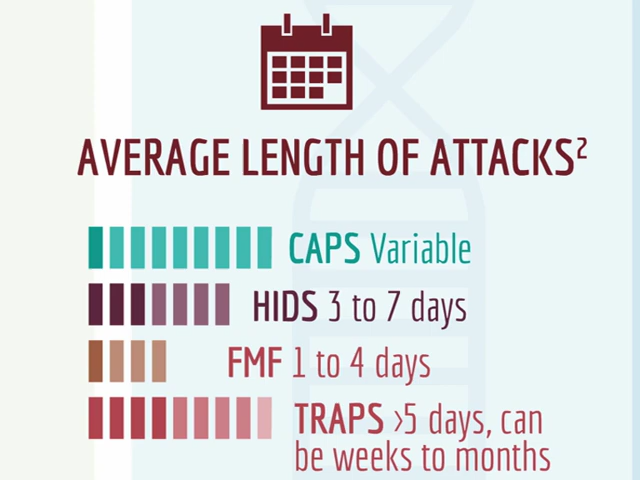 AVERAGE LENGTH OF ATTACKS²
CAPS Variable
HIDS 3 to 7 days
FMF 1 to 4 days
TRAPS >5 days, can
be weeks to months